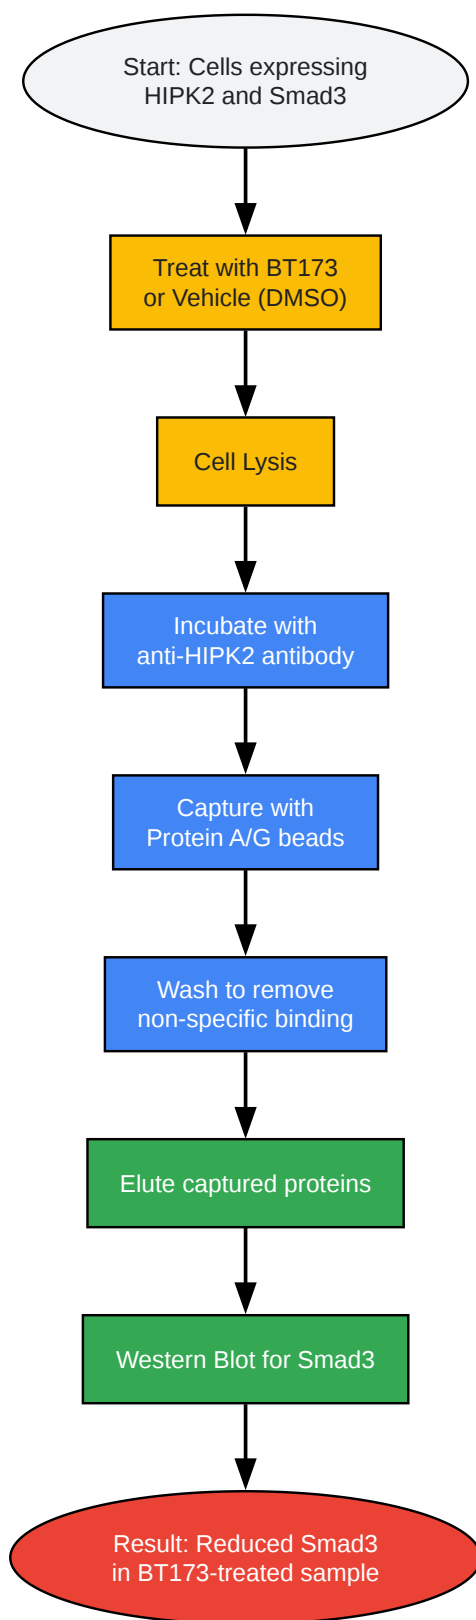 Start: Cells expressing
HIPK2 and Smad3
Treat with BT173
or Vehicle (DMSO)
Cell Lysis
Incubate with
anti-HIPK2 antibody
Capture with
Protein A/G beads
Wash to remove
non-specific binding
Elute captured proteins
Western Blot for Smad3
Result: Reduced Smad3
in BT173-treated sample